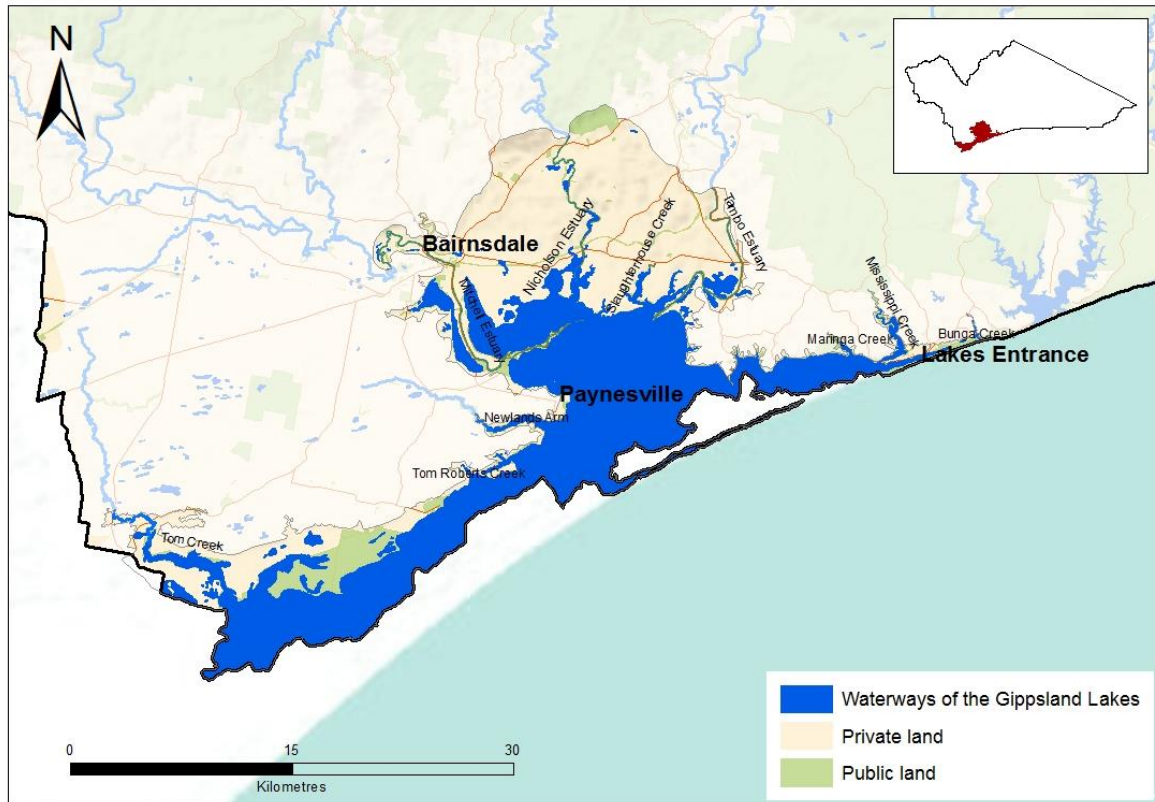 N
Bairnsdale
Nicholson Estuary
Slaughterhouse Creek
Tambo Estuary
Mitchell Estuary
Mississippi Creek
Maringa Creek
Bunga Creek
Lakes Entrance
Paynesville
Newlands Arm
Tom Roberts Creek
Tom Creek
Waterways of the Gippsland Lakes
Private land
Public land
0 15 30
Kilometres